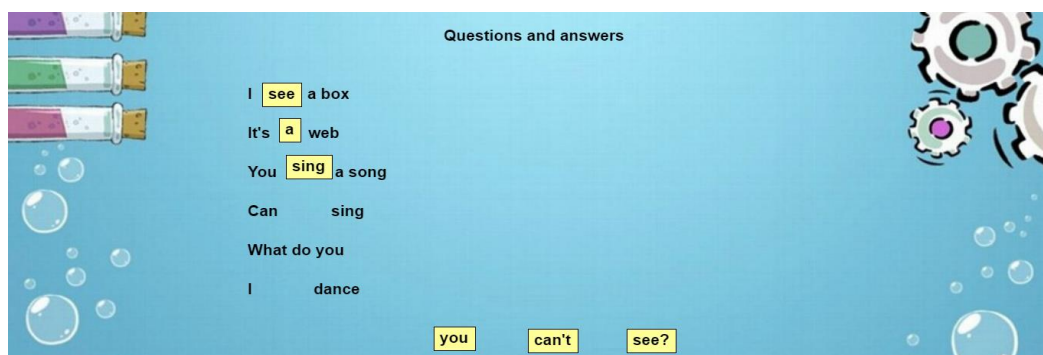 Questions and answers
I see a box
It's a web
You sing a song
Can sing
What do you
I dance
you can't see?